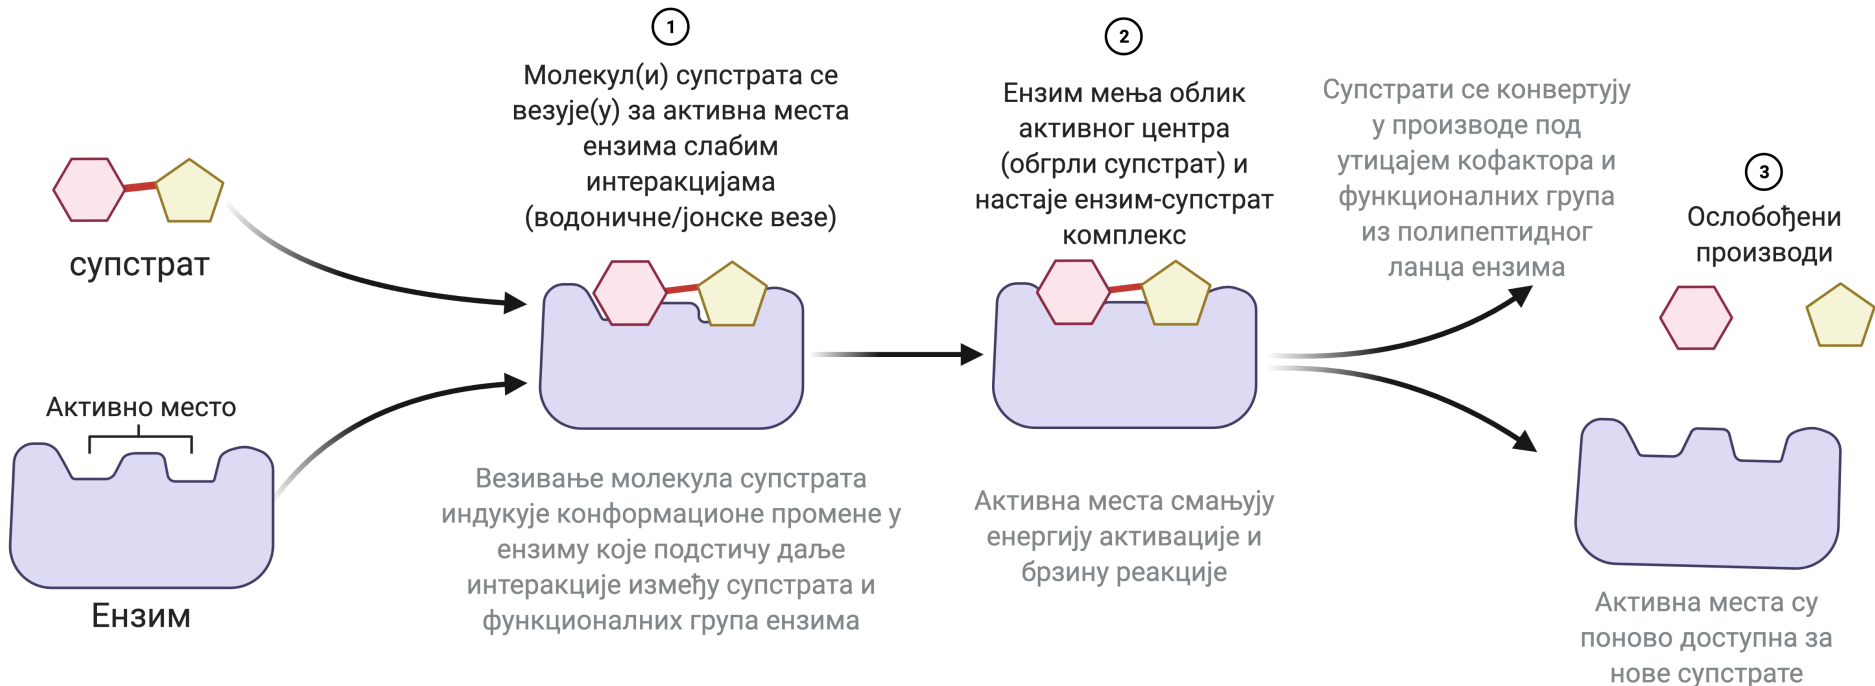 супстрат
Активно место
Ензим
1
Молекул(и) супстрата се
везује(у) за активна места
ензима слабим
интеракцијама
(водоничне/јонске везе)
Везивање молекула супстрата
индукује конформационе промене у
ензиму које подстичу даље
интеракције између супстрата и
функционалних група ензима
2
Ензим мења облик
активног центра
(обгрли супстрат) и
настаје ензим-супстрат
комплекс
Активна места смањују
енергију активације и
брзину реакције
Супстрати се конвертују
у производе под
утицајем кофактора и
функционалних група
из полипептидног
ланца ензима
3
Ослобођени
производи
Активна места су
поново доступна за
нове супстрате